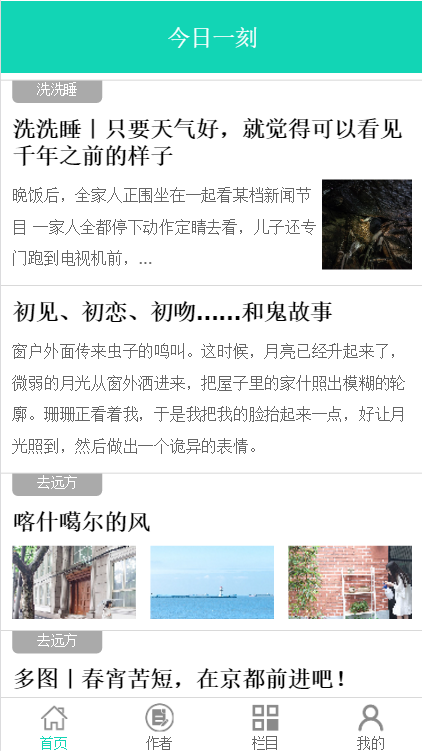 今日一刻
洗洗睡
洗洗睡丨只要天气好，就觉得可以看见
千年之前的样子
晚饭后，全家人正围坐在一起看某档新闻节
目 一家人全都停下动作定睛去看，儿子还专
门跑到电视机前，...
初见、初恋、初吻……和鬼故事
窗户外面传来虫子的鸣叫。这时候，月亮已经升起来了，
微弱的月光从窗外洒进来，把屋子里的家什照出模糊的轮
廓。珊珊正看着我，于是我把我的脸抬起来一点，好让月
光照到，然后做出一个诡异的表情。
去远方
喀什噶尔的风
去远方
多图丨春宵苦短，在京都前进吧！
首页
作者
栏目
我的